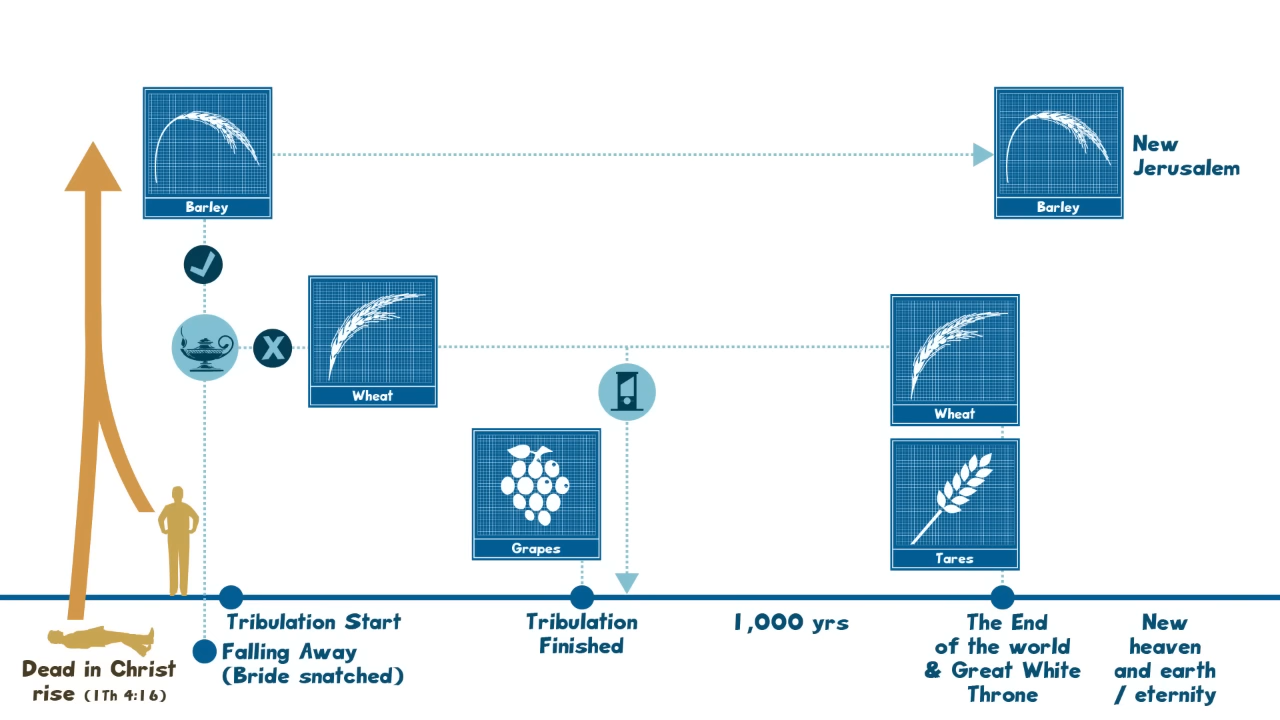 Barley
Barley
New
Jerusalem
X
Wheat
Wheat
Grapes
Tares
Tribulation Start
Falling Away
(Bride snatched)
Dead in Christ
rise (1Th 4:16)
Tribulation
Finished
1,000 yrs
The End
of the world
& Great White
Throne
New
heaven
and earth
/ eternity